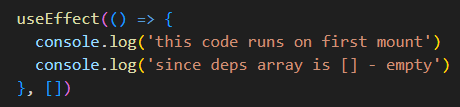 useEffect(() => {
  console.log('this code runs on first mount')
  console.log('since deps array is [] - empty')
}, [])